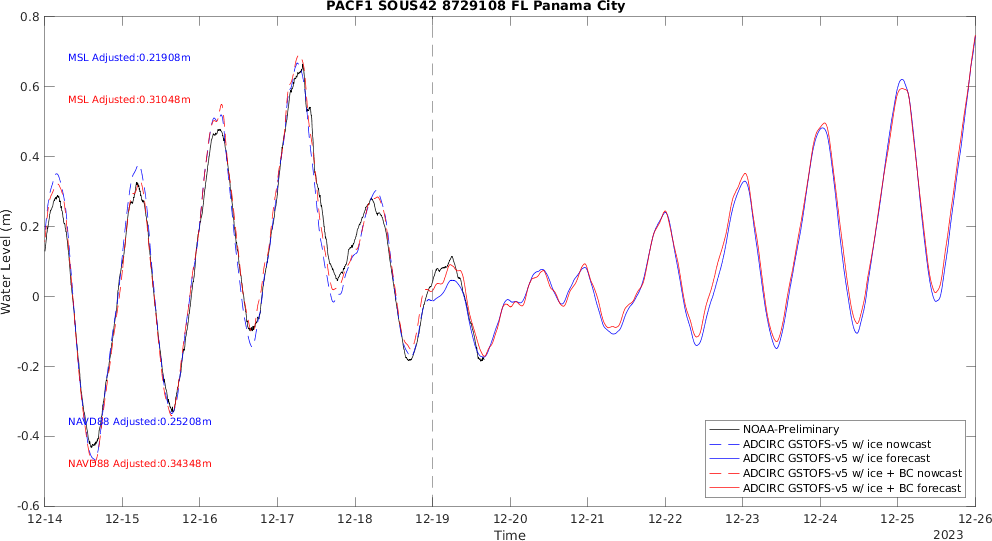 PACF1 SOUS42 8729108 FL Panama City
0.8
0.6
0.4
0.2
0
-0.2
-0.4
-0.6
Water Level (m)
MSL Adjusted:0.21908m
MSL Adjusted:0.31048m
NAVD88 Adjusted:0.25208m
NAVD88 Adjusted:0.34348m
NOAA-Preliminary
ADCIRC GSTOFS-v5 w/ ice nowcast
ADCIRC GSTOFS-v5 w/ ice forecast
ADCIRC GSTOFS-v5 w/ ice + BC nowcast
ADCIRC GSTOFS-v5 w/ ice + BC forecast
12-14 12-15 12-16 12-17 12-18 12-19 12-20 12-21 12-22 12-23 12-24 12-25 12-26
Time
2023